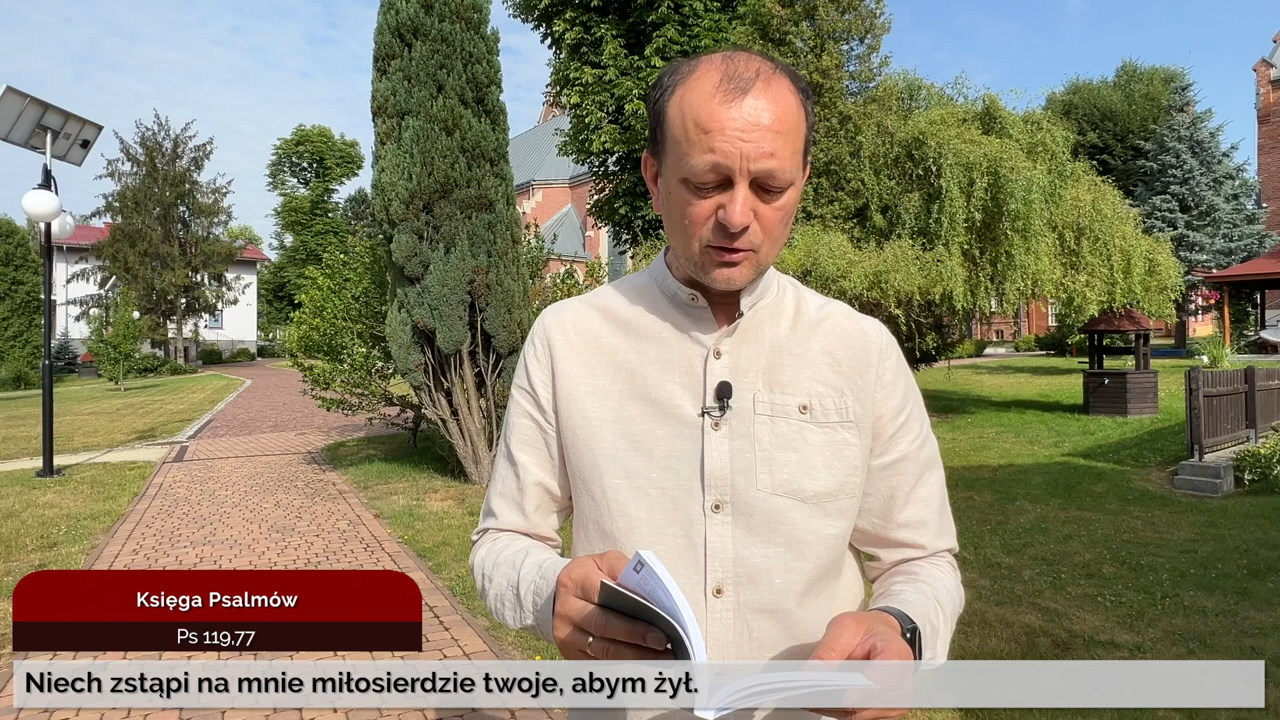 Księga Psalmów
Ps 119,77
Niech zstąpi na mnie miłosierdzie twoje, abym żył.